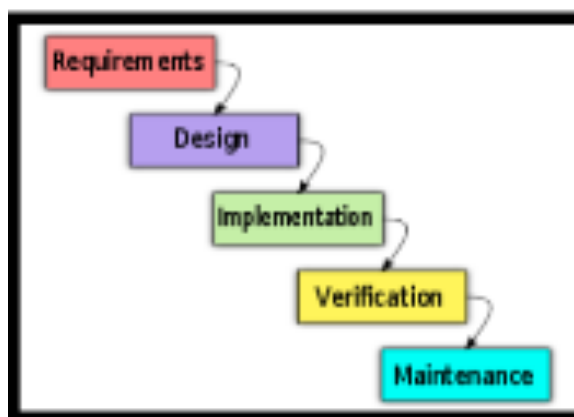 Requirements
Design
Implementation
Verification
Maintenance